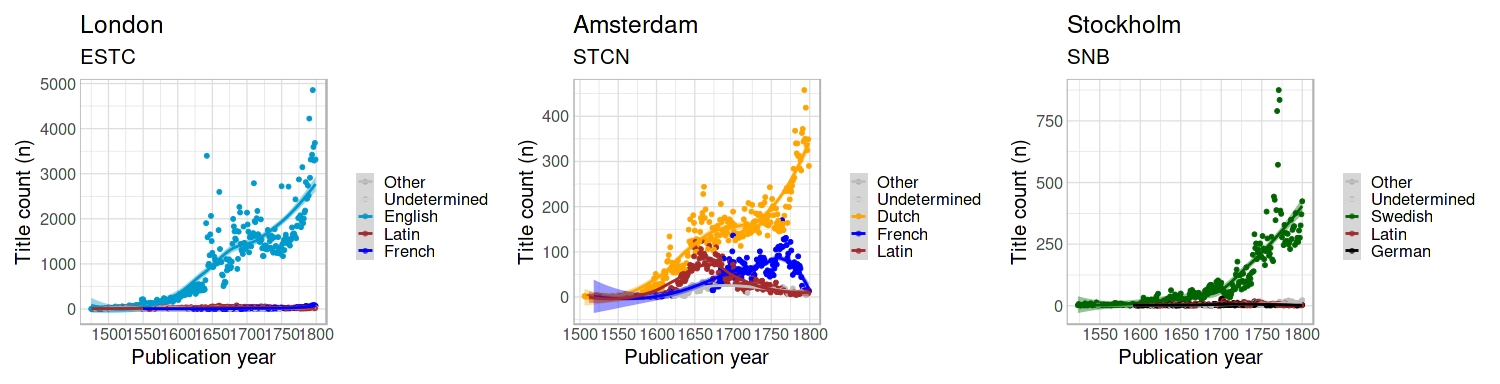 London
ESTC
Title count (n)
5000
4000
3000
2000
1000
0
1500 1550 1600 1650 1700 1750 1800
Publication year
Other
Undetermined
English
Latin
French
Amsterdam
STCN
Title count (n)
400
300
200
100
0
1500 1550 1600 1650 1700 1750 1800
Publication year
Other
Undetermined
Dutch
French
Latin
Stockholm
SNB
Title count (n)
750
500
250
0
1550 1600 1650 1700 1750 1800
Publication year
Other
Undetermined
Swedish
Latin
German